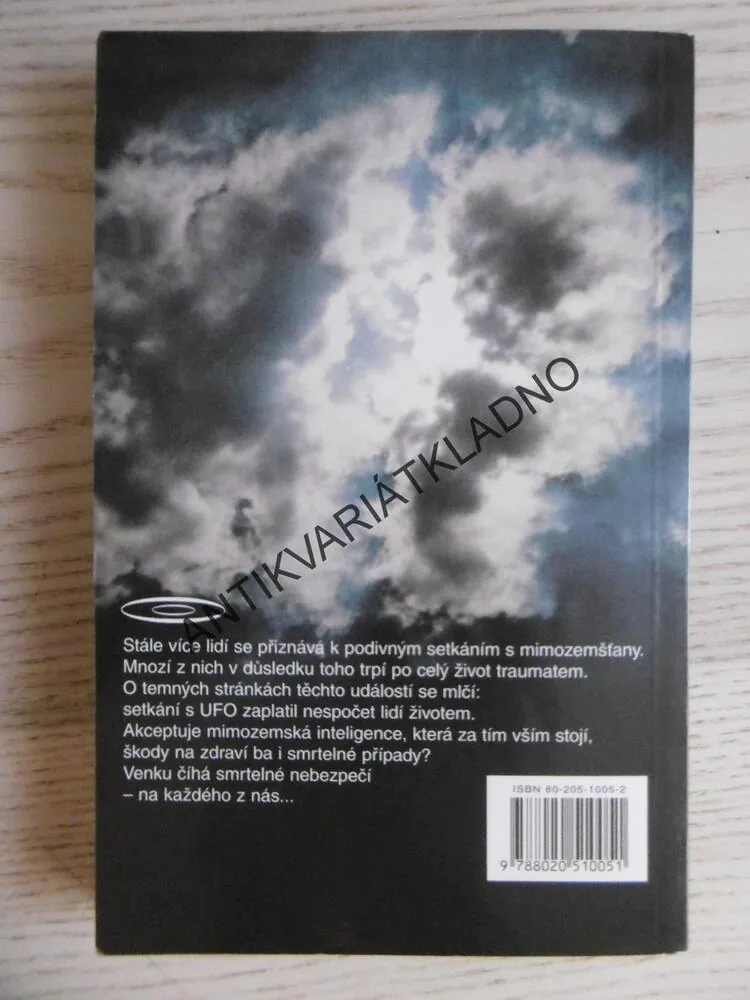 ANTIKVARIÁTKLADNO
Stále více lidí se přiznává k podivným setkáním s mimozemšťany.
Mnozí z nich v důsledku toho trpí po celý život traumatem.
O temných stránkách těchto událostí se mlčí:
setkání s UFO zaplatil nespočet lidí životem.
Akceptuje mimozemská inteligence, která za tím vším stojí,
škody na zdraví ba i smrtelné případy?
Venku číhá smrtelné nebezpečí
– na každého z nás...
ISBN 80-205-1005-2
9 788020 510051